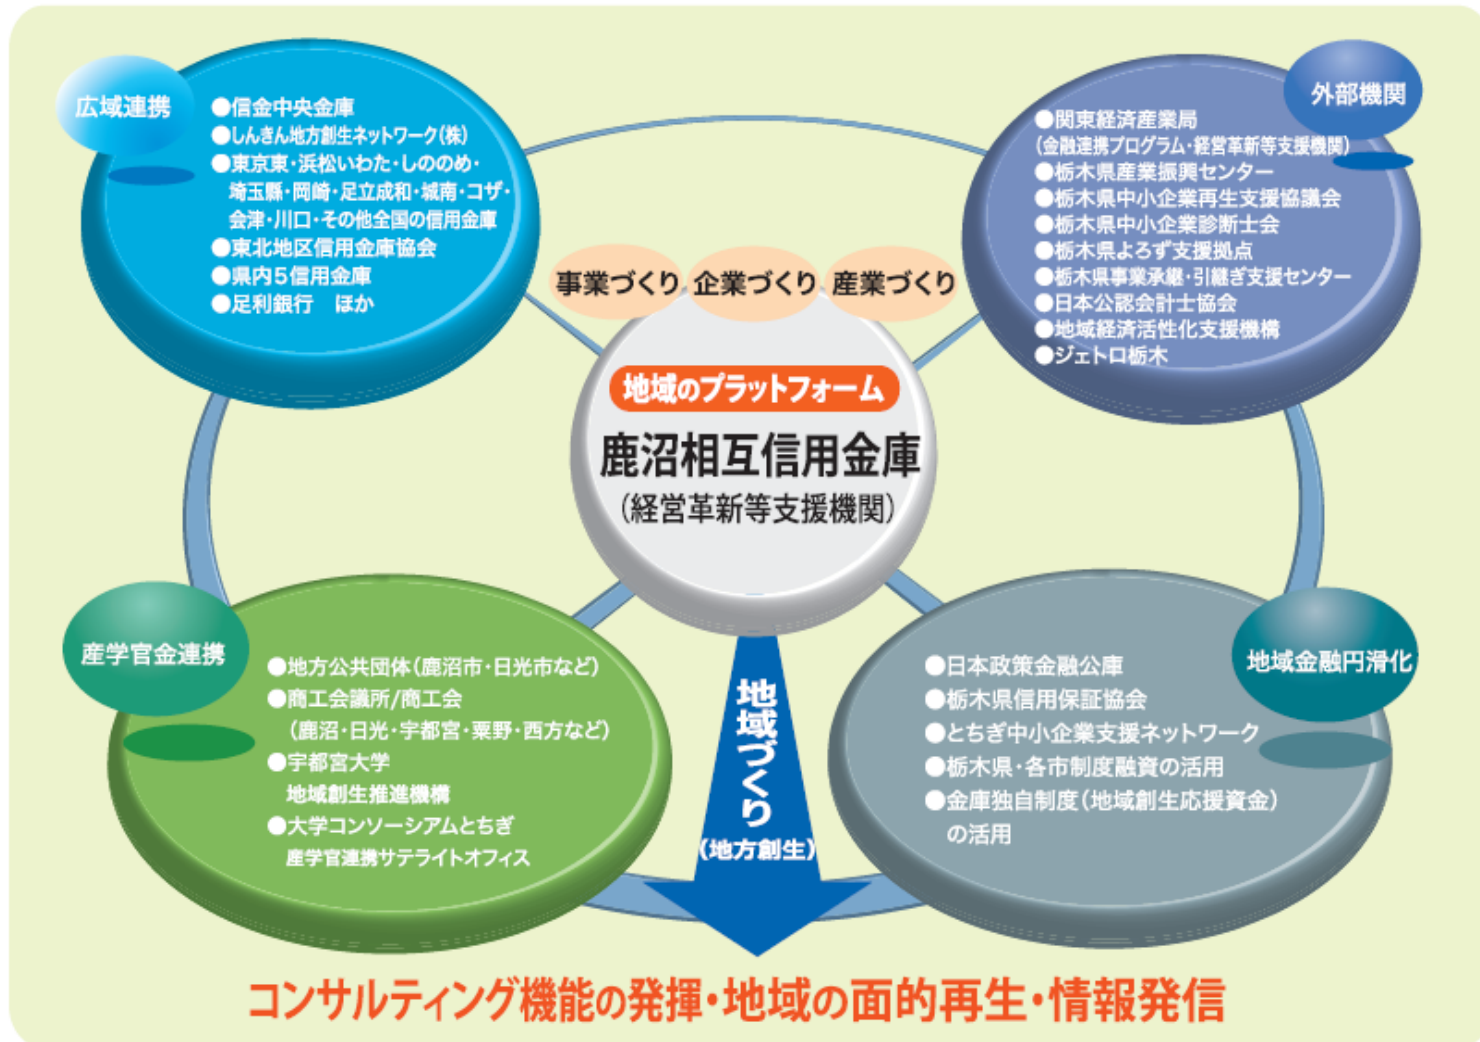 広域連携
●信金中央金庫
●しんきん地方創生ネットワーク(株)
●東京東・浜松いわた・しののめ・
埼玉縣・岡崎・足立成和・城南・コザ・
会津・川口・その他全国の信用金庫
●東北地区信用金庫協会
●県内5信用金庫
●足利銀行　ほか
外部機関
●関東経済産業局
(金融連携プログラム・経営革新等支援機関)
●栃木県産業振興センター
●栃木県中小企業再生支援協議会
●栃木県中小企業診断士会
●栃木県よろず支援拠点
●栃木県事業承継・引継ぎ支援センター
●日本公認会計士協会
●地域経済活性化支援機構
●ジェトロ栃木
事業づくり 企業づくり 産業づくり
地域のプラットフォーム
鹿沼相互信用金庫
(経営革新等支援機関)
産学官金連携
●地方公共団体(鹿沼市・日光市など)
●商工会議所/商工会
(鹿沼・日光・宇都宮・粟野・西方など)
●宇都宮大学
地域創生推進機構
●大学コンソーシアムとちぎ
産学官連携サテライトオフィス
地域づくり
(地方創生)
地域金融円滑化
●日本政策金融公庫
●栃木県信用保証協会
●とちぎ中小企業支援ネットワーク
●栃木県・各市制度融資の活用
●金庫独自制度(地域創生応援資金)
の活用
コンサルティング機能の発揮・地域の面的再生・情報発信